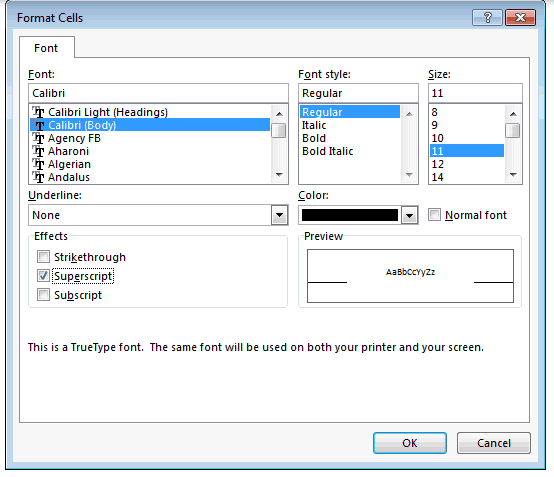 Format Cells
Font
Font:
Calibri
Calibri Light (Headings)
Calibri (Body)
Agency FB
Aharoni
Algerian
Andalus
Font style:
Regular
Regular
Italic
Bold
Bold Italic
Size:
11
8
9
10
11
12
14
Underline:
None
Color:
Normal font
Effects
Strikethrough
Superscript
Subscript
Preview
AaBbCcYyZz
This is a TrueType font.  The same font will be used on both your printer and your screen.
OK
Cancel